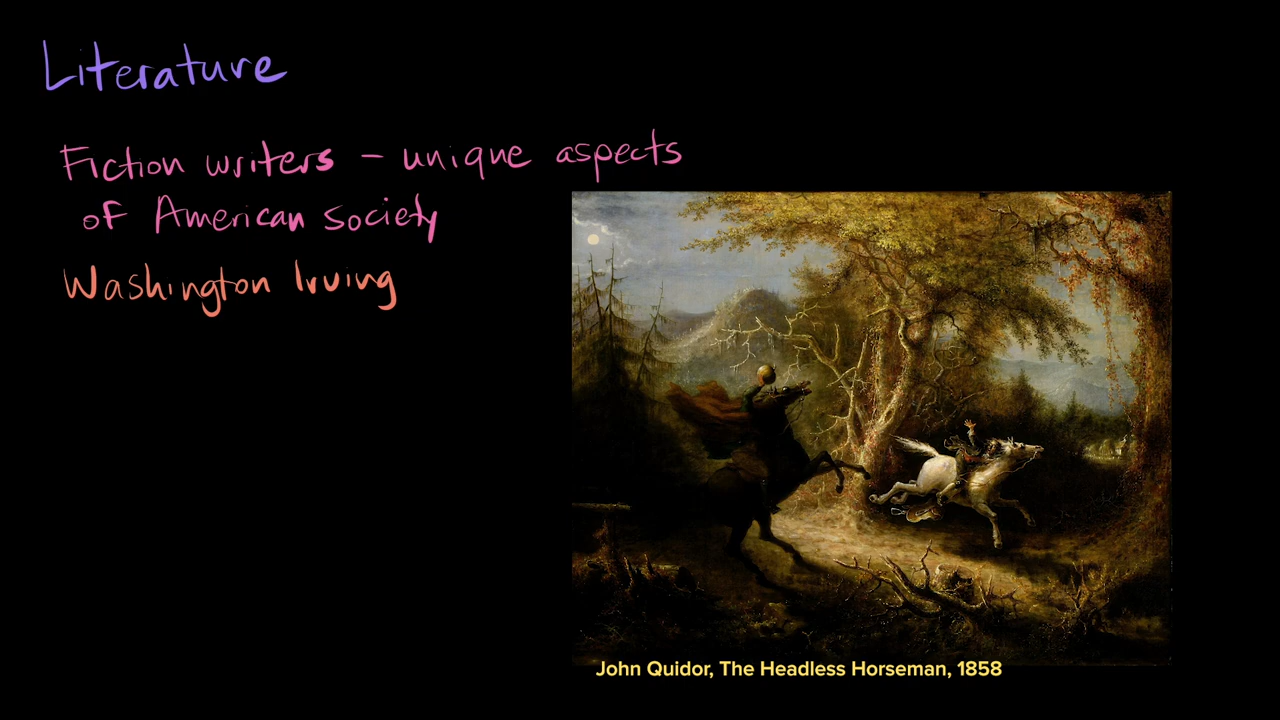 Literature
Fiction writers - unique aspects
of American society
Washington Irving
John Quidor, The Headless Horseman, 1858